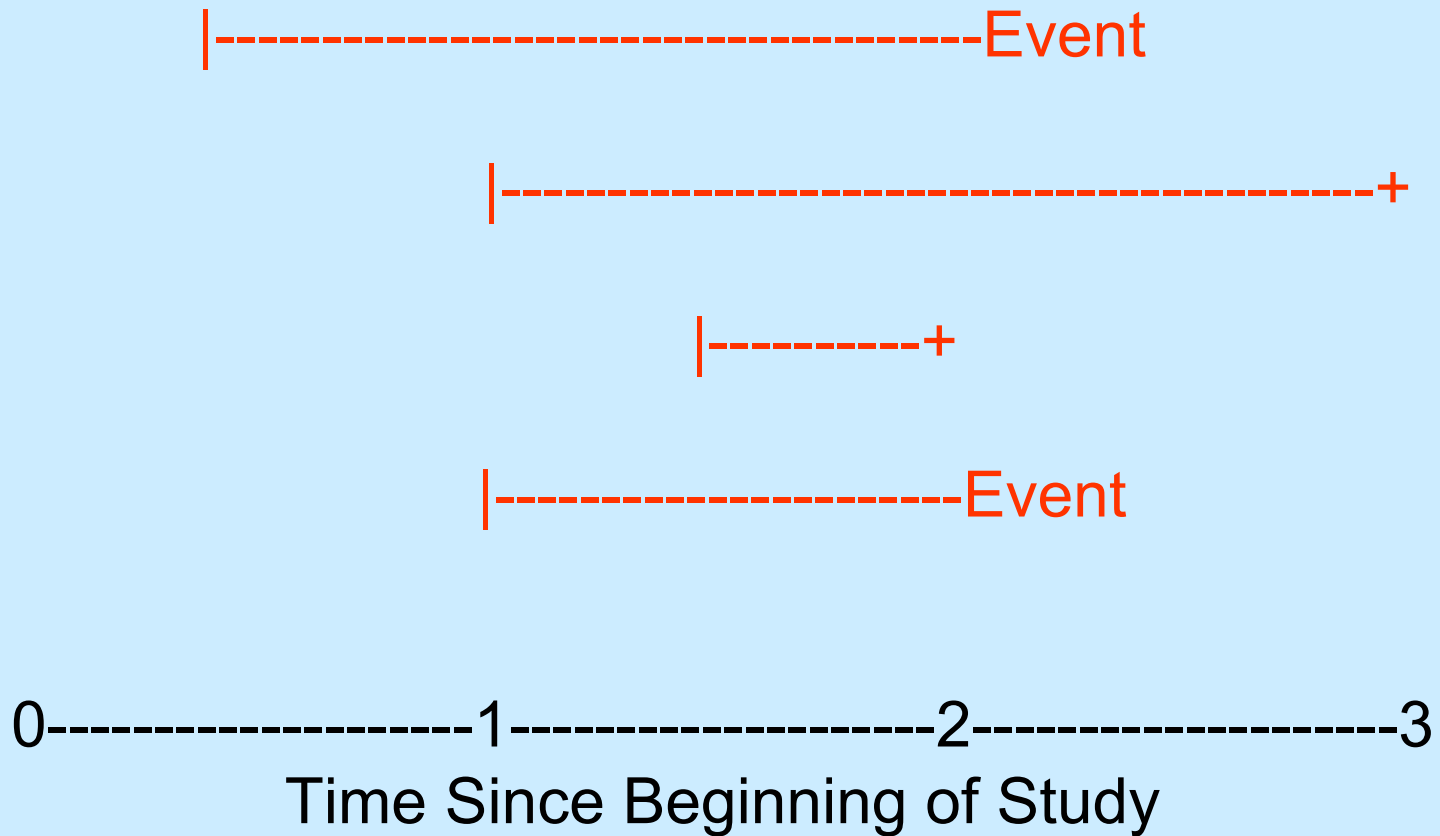 |------------------------------------Event
|-----------------------------------------+
|----------+
|----------------------Event
0--------------------1--------------------2--------------------3
Time Since Beginning of Study